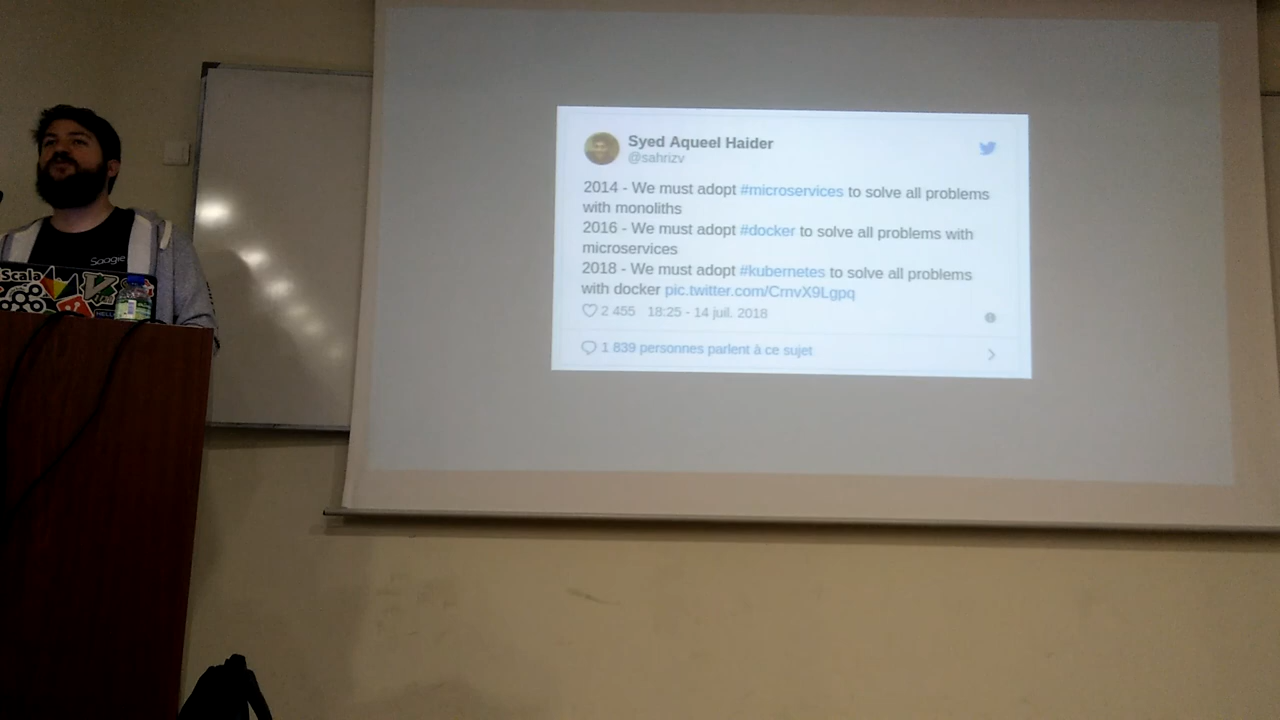 Syed Aqueel Haider
@sahrizv
2014 - We must adopt #microservices to solve all problems
with monoliths
2016 - We must adopt #docker to solve all problems with
microservices
2018 - We must adopt #kubernetes to solve all problems
with docker pic.twitter.com/CrnvX9Lgpq
2 455 18:25 - 14 juil. 2018
1 839 personnes parlent à ce sujet
Saagie
Scala
HELLO